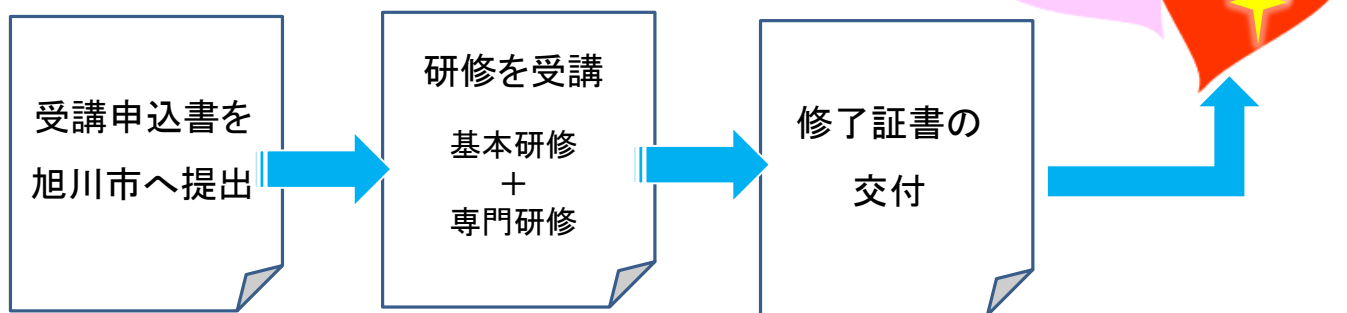 受講申込書を
旭川市へ提出
研修を受講
基本研修
＋
専門研修
修了証書の
交付